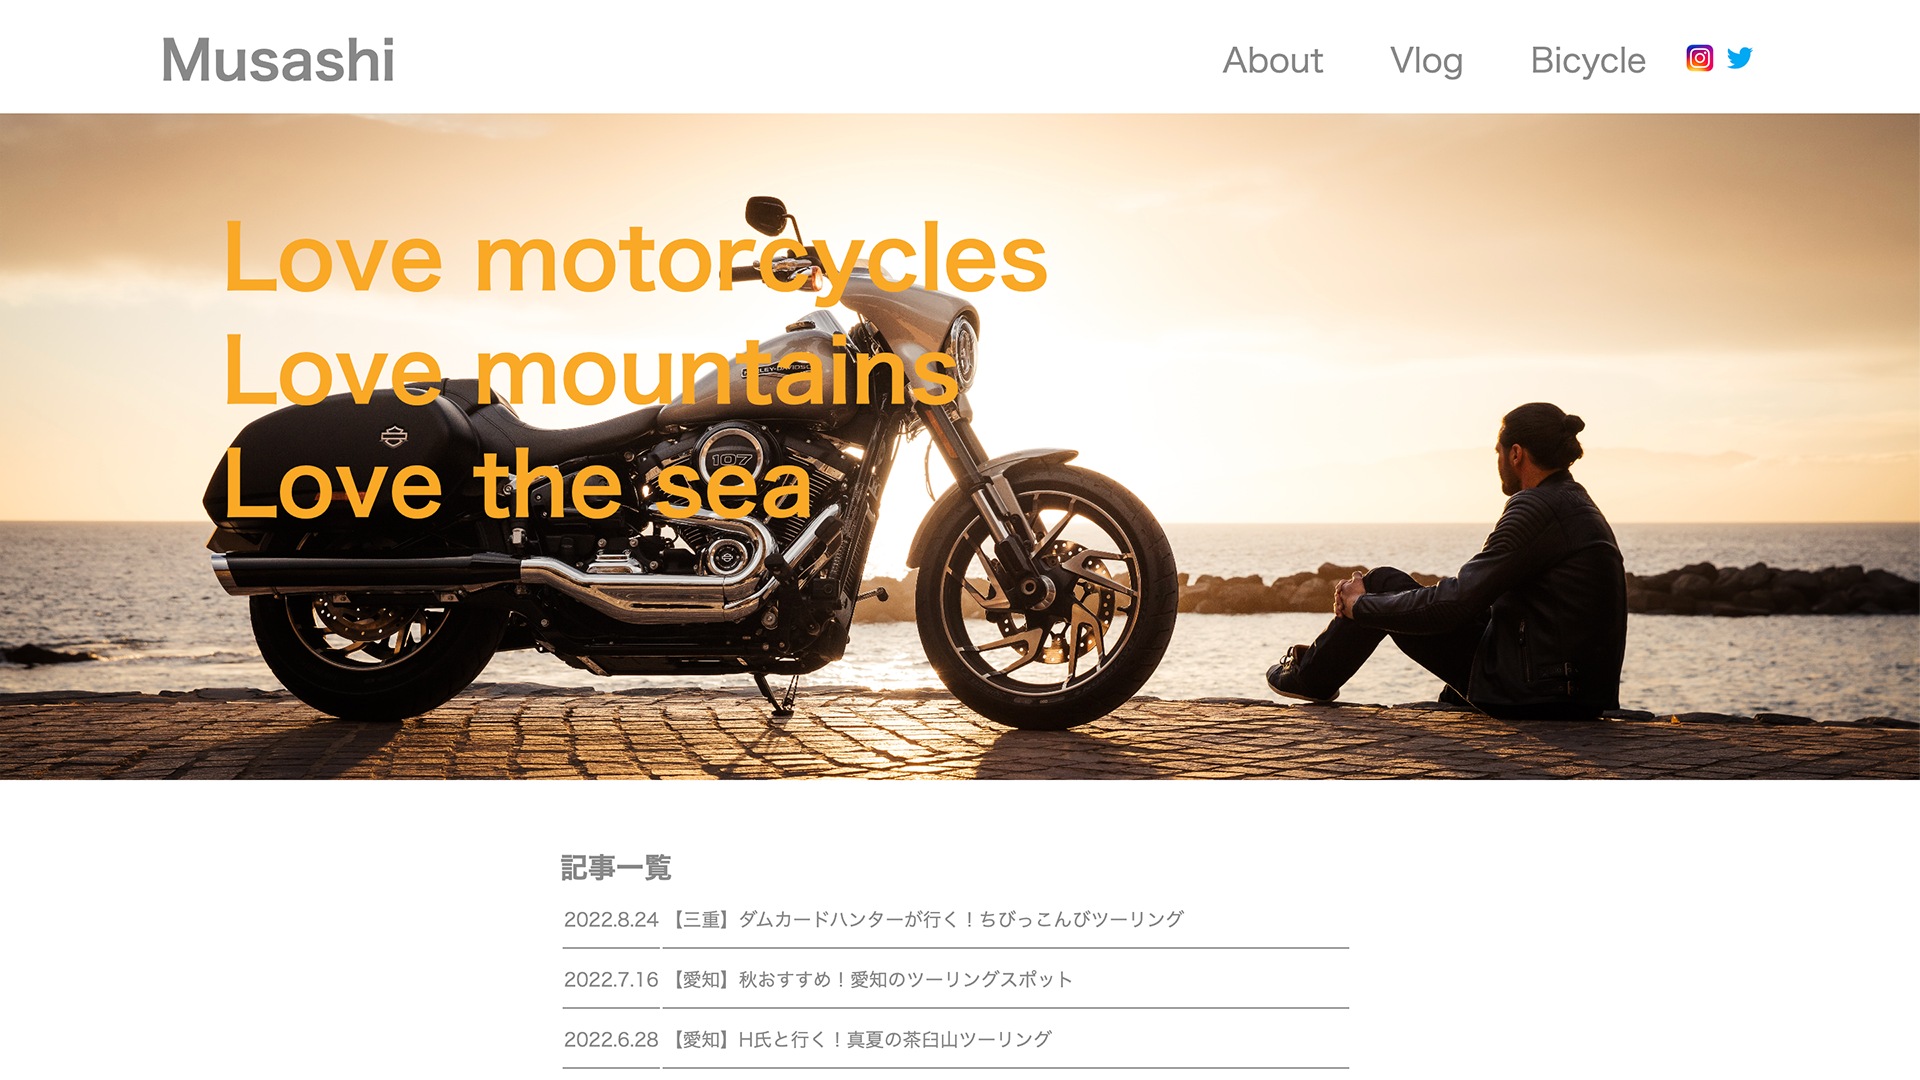 Musashi
About Vlog Bicycle
Love motorcycles
Love mountains
Love the sea
107
記事一覧
2022.8.24 【三重】ダムカードハンターが行く！ちびっこんびツーリング
2022.7.16 【愛知】秋おすすめ！愛知のツーリングスポット
2022.6.28 【愛知】H氏と行く！真夏の茶臼山ツーリング